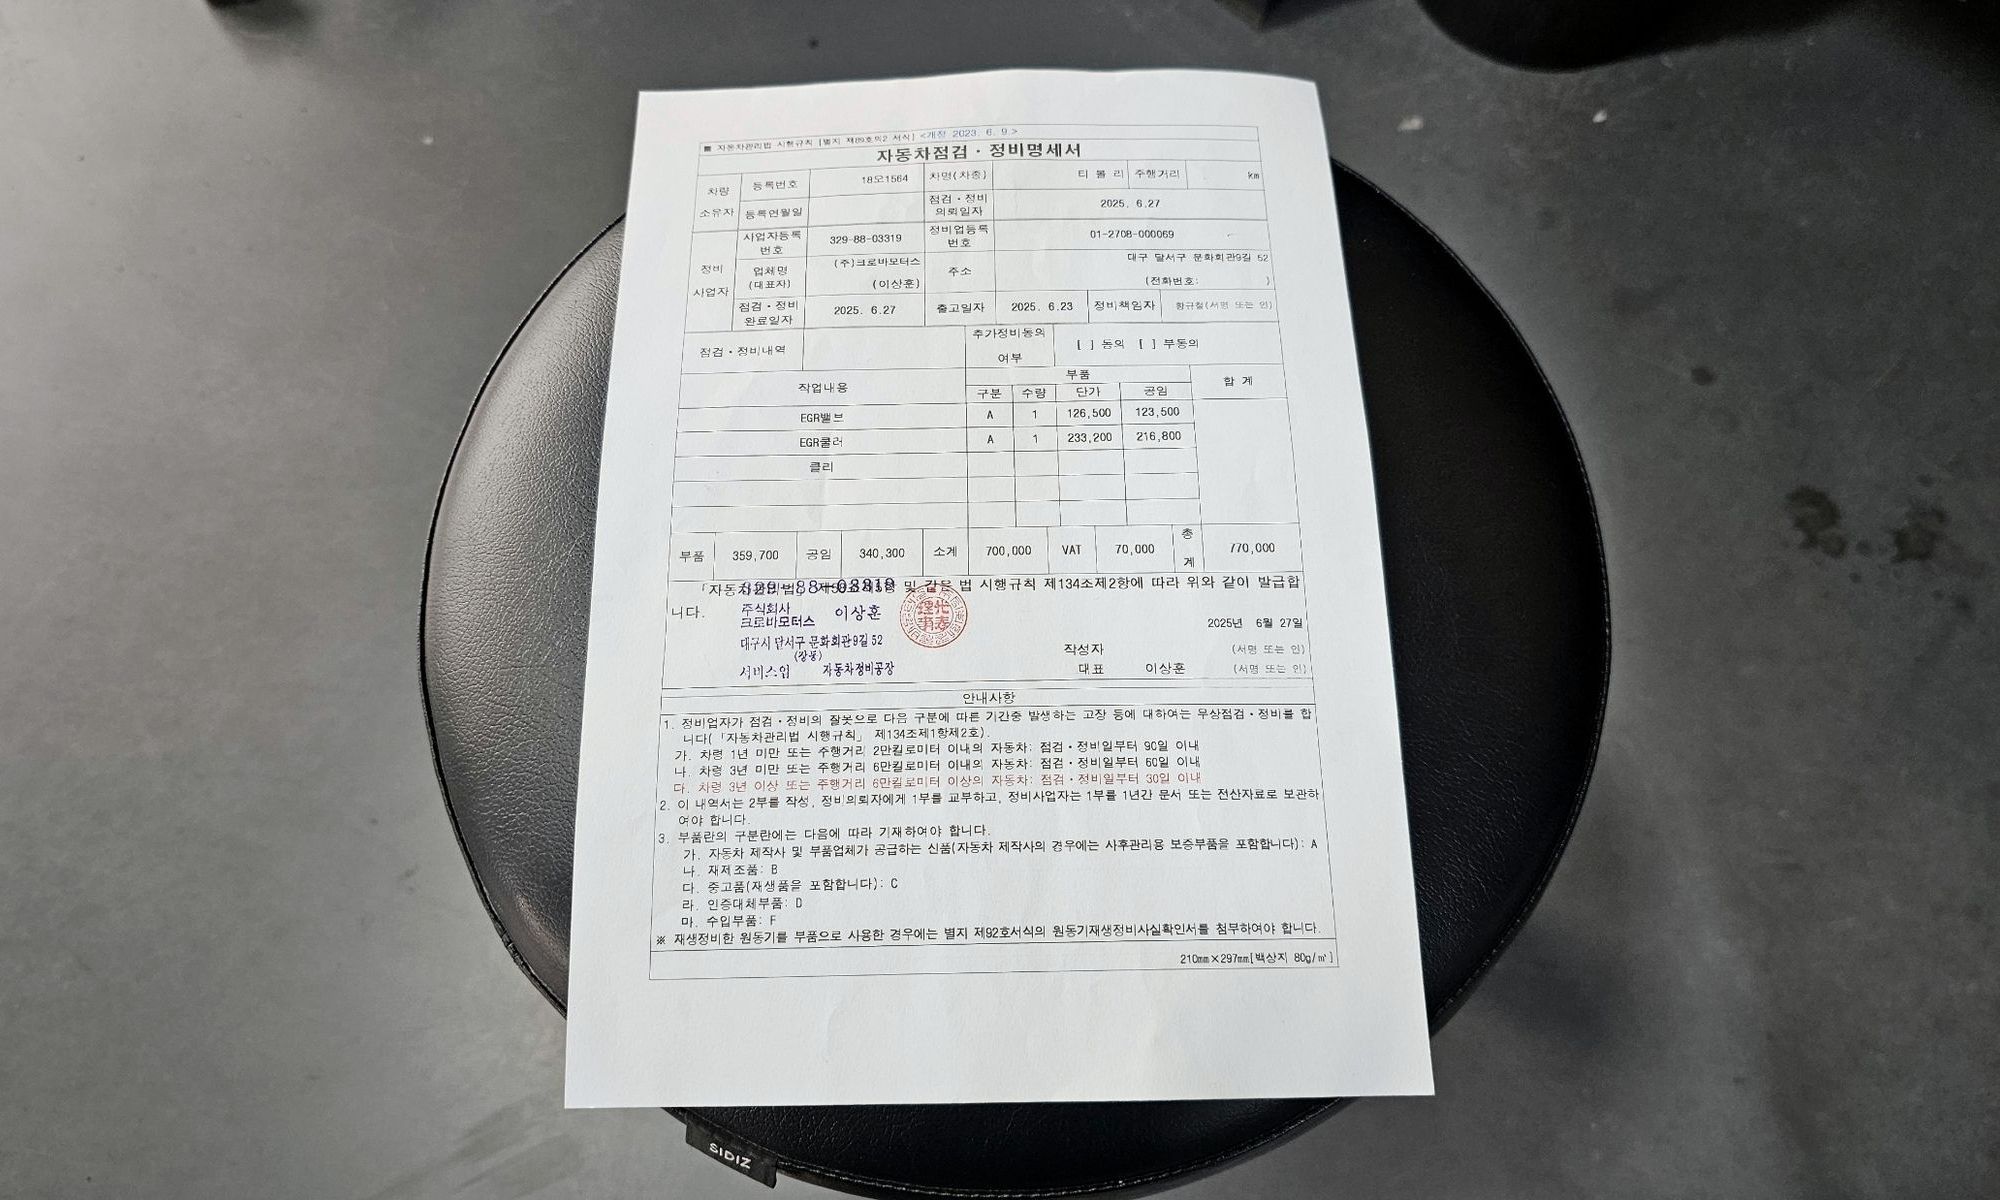 ■ 자동차관리법 시행규칙 [별지 제89호의2 서식] <개정 2023. 6. 9.>
자동차점검·정비명세서
차량 소유자 등록번호 18모1564 차명(차종) 티 볼 리 주행거리 km
등록연월일 점검·정비 의뢰일자 2025. 6.27
정비 사업자 사업자등록 번호 329-88-03319 정비업등록 번호 01-2708-000069
업체명 (대표자) (주)크로바모터스 (이상훈) 주소 대구 달서구 문화회관9길 52
(전화번호: )
점검·정비 완료일자 2025. 6.27 출고일자 2025. 6.23 정비책임자 황규철(서명 또는 인)
점검·정비내역 추가정비동의 여부 [ ] 동의 [ ] 부동의
작업내용 부품 합 계
구분 수량 단가 공임
EGR밸브 A 1 126,500 123,500
EGR쿨러 A 1 233,200 216,800
클리
부품 359,700 공임 340,300 소계 700,000 VAT 70,000 총 계 770,000
「자동차관리법」 및 같은 법 시행규칙 제134조제2항에 따라 위와 같이 발급합
니다.
329-88-03319
주식회사
크로바모터스 이상훈
대구시 달서구 문화회관9길 52
(장동)
서비스업 자동차정비공장
2025년 6월 27일
작성자 (서명 또는 인)
대표 이상훈 (서명 또는 인)
안내사항
1. 정비업자가 점검·정비의 잘못으로 다음 구분에 따른 기간중 발생하는 고장 등에 대하여는 무상점검·정비를 합
니다(「자동차관리법 시행규칙」 제134조제1항제2호).
가. 차령 1년 미만 또는 주행거리 2만킬로미터 이내의 자동차: 점검·정비일부터 90일 이내
나. 차령 3년 미만 또는 주행거리 6만킬로미터 이내의 자동차: 점검·정비일부터 60일 이내
다. 차령 3년 이상 또는 주행거리 6만킬로미터 이상의 자동차: 점검·정비일부터 30일 이내
2. 이 내역서는 2부를 작성, 정비의뢰자에게 1부를 교부하고, 정비사업자는 1부를 1년간 문서 또는 전산자료로 보관하
여야 합니다.
3. 부품란의 구분란에는 다음에 따라 기재하여야 합니다.
가. 자동차 제작사 및 부품업체가 공급하는 신품(자동차 제작사의 경우에는 사후관리용 보증부품을 포함합니다): A
나. 재제조품: B
다. 중고품(재생품을 포함합니다): C
라. 인증대체부품: D
마. 수입부품: F
※ 재생정비한 원동기를 부품으로 사용한 경우에는 별지 제92호서식의 원동기재생정비사실확인서를 첨부하여야 합니다.
210mm×297mm[백상지 80g/㎡]
SIDIZ